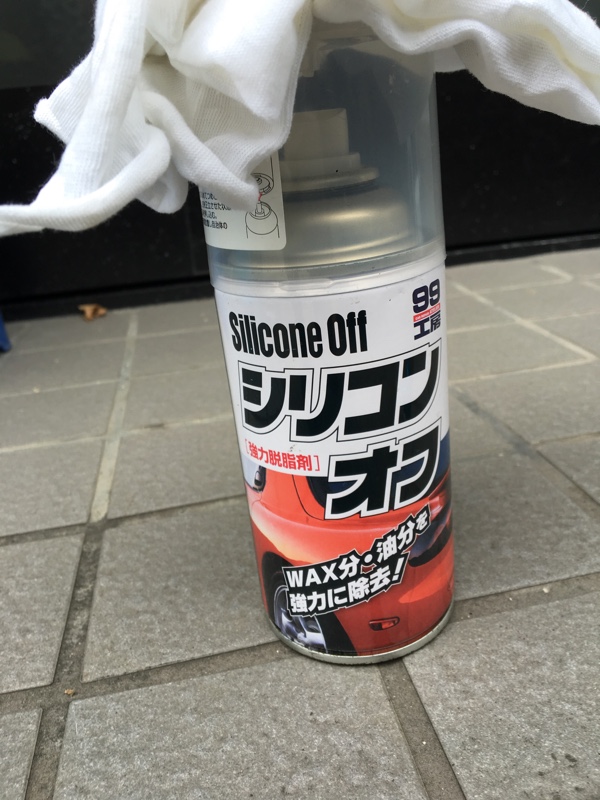 Silicone Off
99
工房
シリコン
オフ
[強力脱脂剤]
WAX分・油分を
強力に除去!